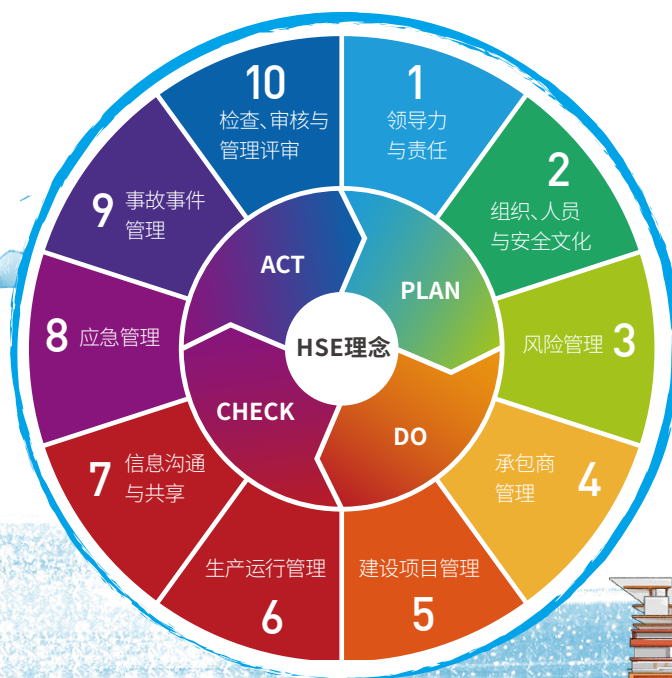 1
领导力
与责任
2
组织、人员
与安全文化
风险管理 3
承包商
管理
4
建设项目管理
5
生产运行管理
6
7
信息沟通
与共享
8 应急管理
9
事故事件
管理
10
检查、审核与
管理评审
PLAN
DO
CHECK
ACT
HSE理念